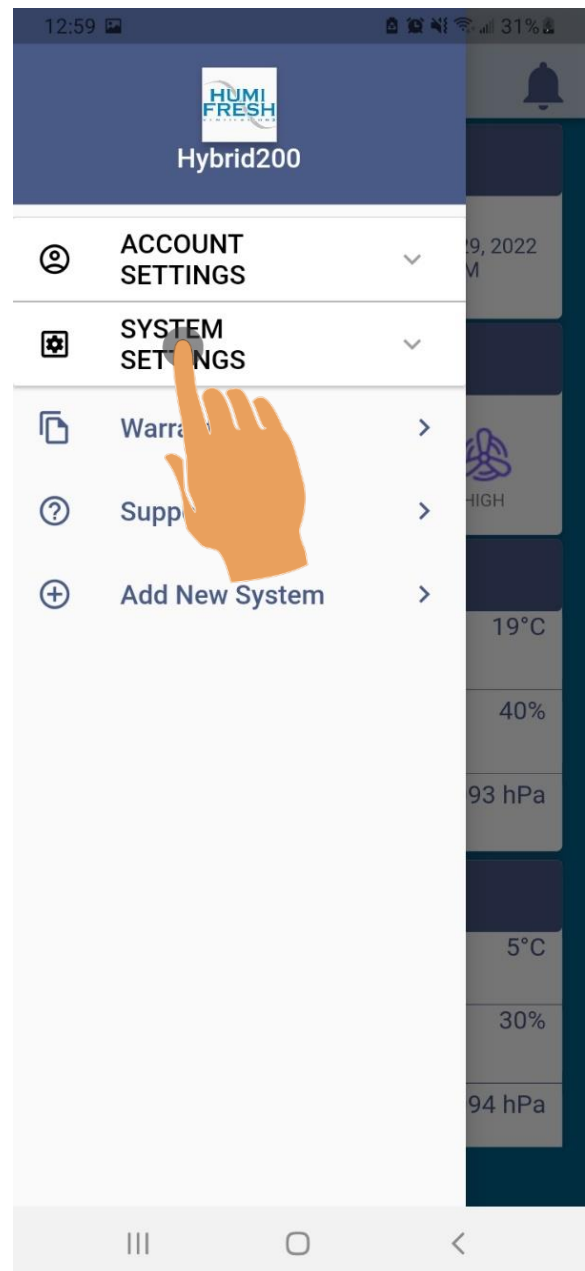 12:59
31%
HUMI
FRESH
Hybrid200
ACCOUNT
SETTINGS
29, 2022
M
SYSTEM
SETTINGS
HIGH
Add New System
19°C
40%
93 hPa
5°C
30%
94 hPa